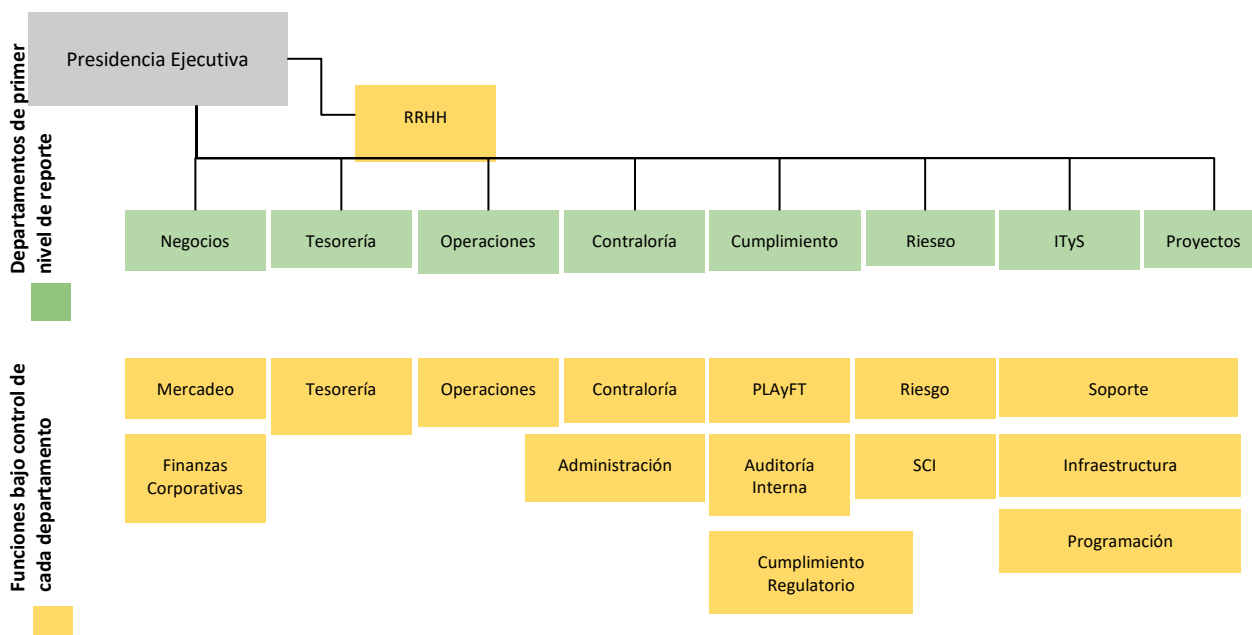 Presidencia Ejecutiva
RRHH
Departamentos de primer
nivel de reporte
Negocios
Tesorería
Operaciones
Contraloría
Cumplimiento
Riesgo
ITyS
Proyectos
Funciones bajo control de
cada departamento
Mercadeo
Tesorería
Operaciones
Contraloría
PLAyFT
Riesgo
Soporte
Finanzas
Corporativas
Administración
Auditoría
Interna
SCI
Infraestructura
Cumplimiento
Regulatorio
Programación